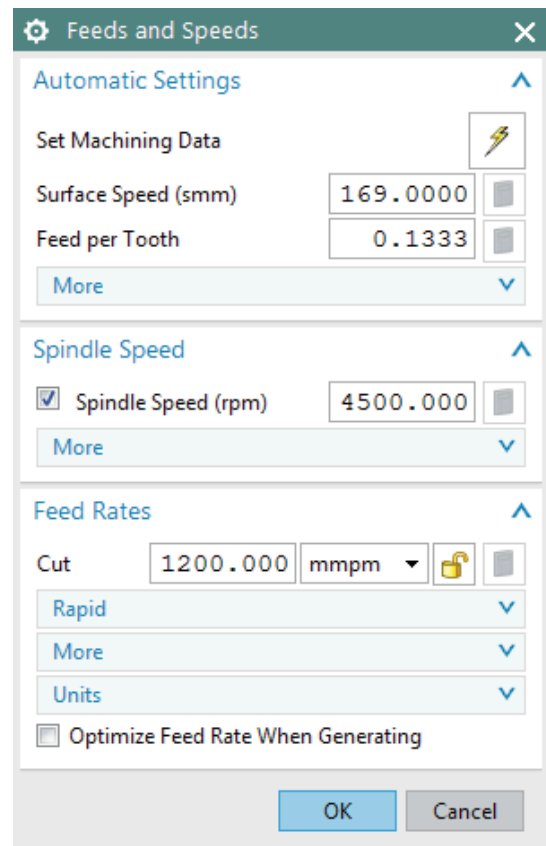 Feeds and Speeds
Automatic Settings
Set Machining Data
Surface Speed (smm) 169.0000
Feed per Tooth 0.1333
More
Spindle Speed
Spindle Speed (rpm) 4500.000
More
Feed Rates
Cut 1200.000 mmpm
Rapid
More
Units
Optimize Feed Rate When Generating
OK Cancel